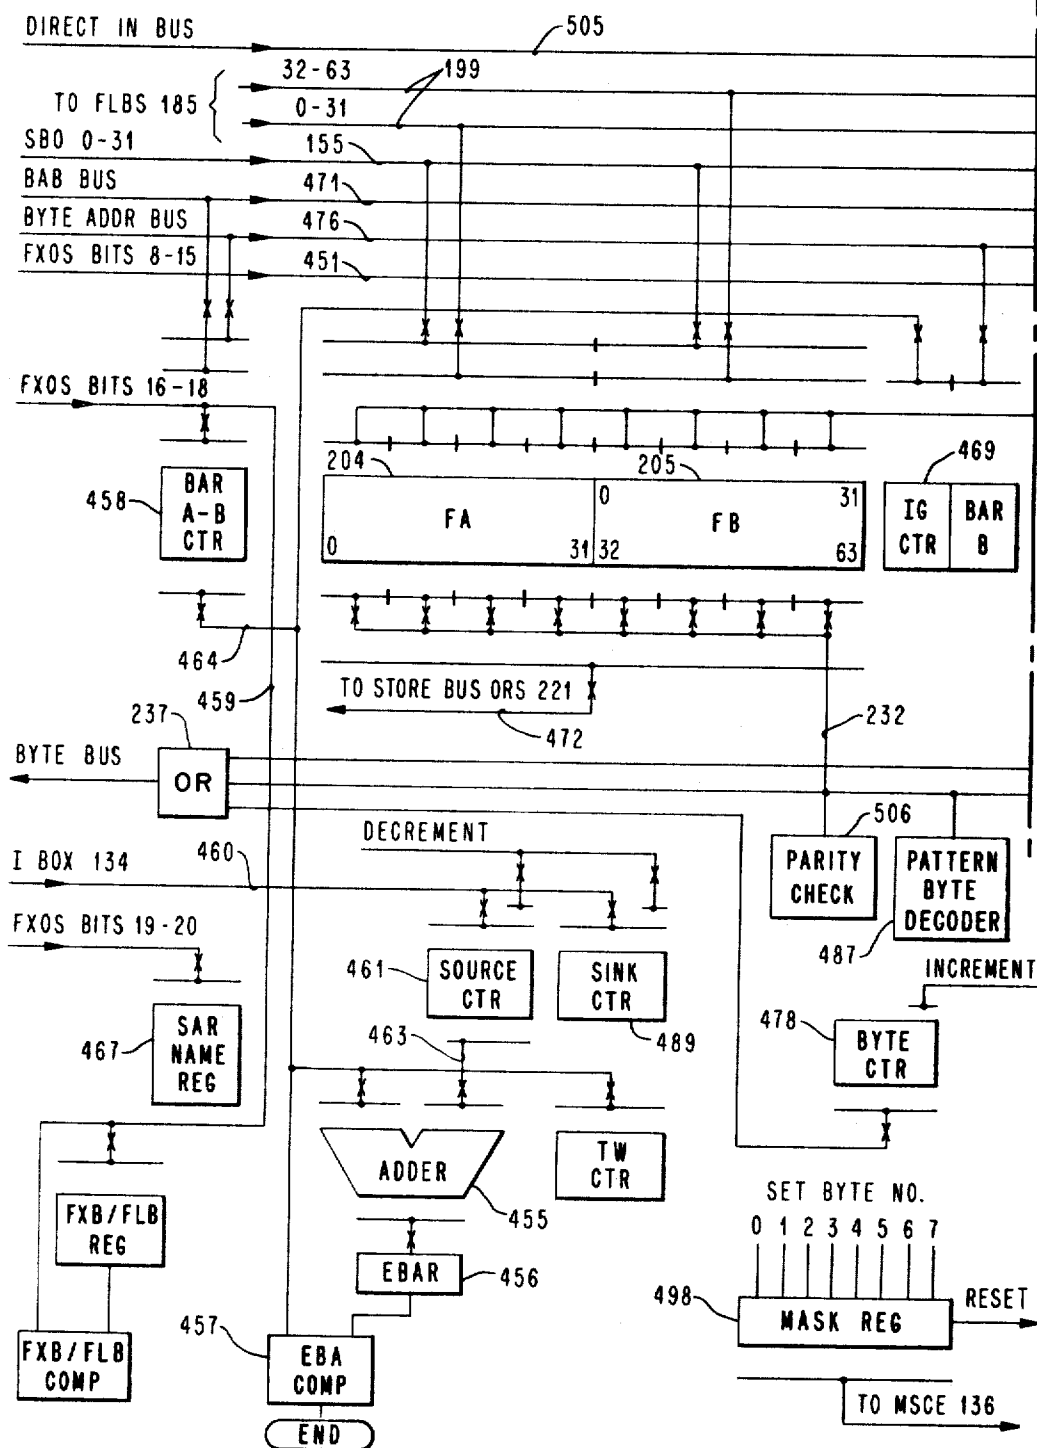 DIRECT IN BUS
505
32-63
199
TO FLBS 185
0-31
SBO 0-31
155
BAB BUS
471
BYTE ADDR BUS
476
FXOS BITS 8-15
451
FXOS BITS 16-18
204
205
469
458
BAR
A-B
CTR
FA
0
31
FB
0
31
32
63
IG
CTR
BAR
B
464
459
TO STORE BUS ORS 221
472
232
237
BYTE BUS
OR
506
DECREMENT
I BOX 134
460
PARITY
CHECK
PATTERN
BYTE
DECODER
487
FXOS BITS 19-20
461
SOURCE
CTR
SINK
CTR
489
INCREMENT
478
BYTE
CTR
467
SAR
NAME
REG
463
ADDER
455
TW
CTR
SET BYTE NO.
0 1 2 3 4 5 6 7
FXB/FLB
REG
EBAR
456
498
MASK REG
RESET
457
FXB/FLB
COMP
EBA
COMP
TO MSCE 136
END